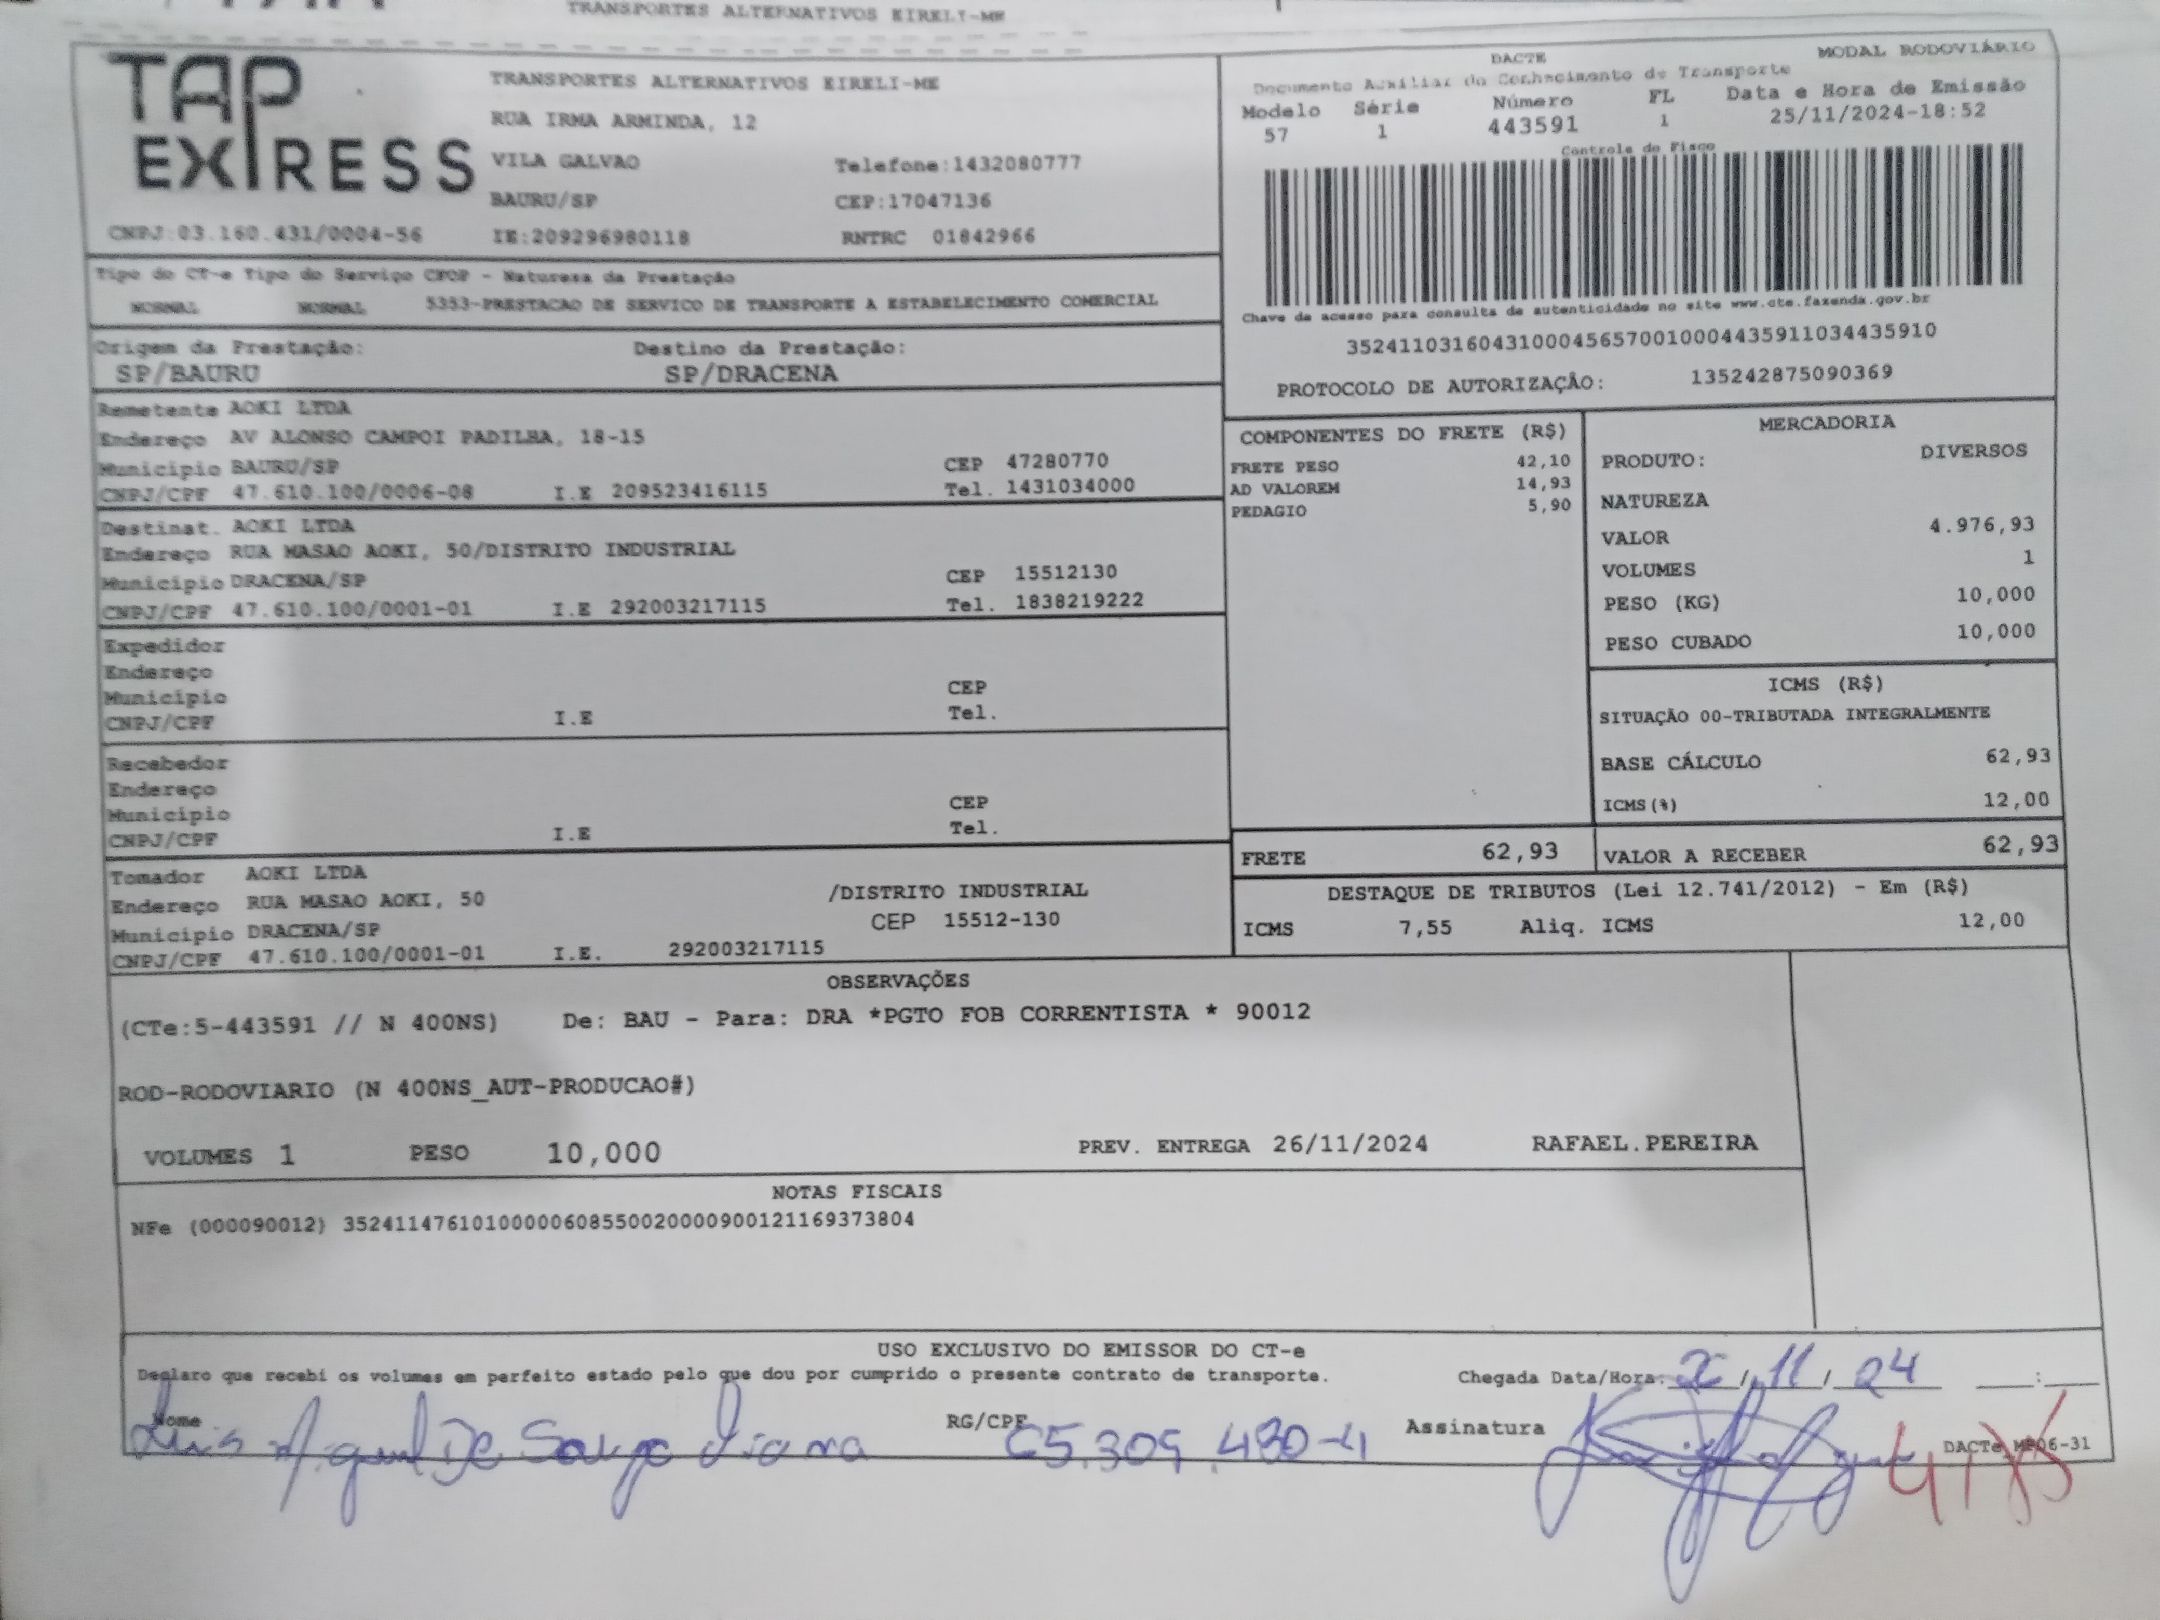 TRANSPORTES ALTERNATIVOS EIRELI-ME
TAP EXPRESS
TRANSPORTES ALTERNATIVOS EIRELI-ME
RUA IRMA ARMINDA, 12
VILA GALVAO Telefone:1432080777
BAURU/SP CEP:17047136
CNPJ:03.160.431/0004-56 IE:209296980118 RNTRC 01842966
DACTE MODAL RODOVIÁRIO
Documento Auxiliar do Conhecimento de Transporte
Modelo Série Número FL Data e Hora de Emissão
57 1 443591 1 25/11/2024-18:52
Controle do Fisco
Chave de acesso para consulta de autenticidade no site www.cte.fazenda.gov.br
35241103160431000456570010004435911034435910
PROTOCOLO DE AUTORIZAÇÃO: 135242875090369
Tipo do CT-e Tipo do Serviço CFOP - Natureza da Prestação
NORMAL NORMAL 5353-PRESTACAO DE SERVICO DE TRANSPORTE A ESTABELECIMENTO COMERCIAL
Origem da Prestação: Destino da Prestação:
SP/BAURU SP/DRACENA
Remetente AOKI LTDA
Endereço AV ALONSO CAMPOI PADILHA, 18-15
Município BAURU/SP CEP 47280770
CNPJ/CPF 47.610.100/0006-08 I.E 209523416115 Tel. 1431034000
Destinat. AOKI LTDA
Endereço RUA MASAO AOKI, 50/DISTRITO INDUSTRIAL
Município DRACENA/SP CEP 15512130
CNPJ/CPF 47.610.100/0001-01 I.E 292003217115 Tel. 1838219222
Expedidor
Endereço
Município CEP
CNPJ/CPF I.E Tel.
Recebedor
Endereço
Município CEP
CNPJ/CPF I.E Tel.
Tomador AOKI LTDA
Endereço RUA MASAO AOKI, 50 /DISTRITO INDUSTRIAL
Município DRACENA/SP CEP 15512-130
CNPJ/CPF 47.610.100/0001-01 I.E. 292003217115
COMPONENTES DO FRETE (R$)
FRETE PESO 42,10
AD VALOREM 14,93
PEDAGIO 5,90
MERCADORIA
PRODUTO: DIVERSOS
NATUREZA
VALOR 4.976,93
VOLUMES 1
PESO (KG) 10,000
PESO CUBADO 10,000
ICMS (R$)
SITUAÇÃO 00-TRIBUTADA INTEGRALMENTE
BASE CÁLCULO 62,93
ICMS(%) 12,00
FRETE 62,93 VALOR A RECEBER 62,93
DESTAQUE DE TRIBUTOS (Lei 12.741/2012) - Em (R$)
ICMS 7,55 Aliq. ICMS 12,00
OBSERVAÇÕES
(CTe:5-443591 // N 400NS) De: BAU - Para: DRA *PGTO FOB CORRENTISTA * 90012
ROD-RODOVIARIO (N 400NS_AUT-PRODUCAO#)
VOLUMES 1 PESO 10,000 PREV. ENTREGA 26/11/2024 RAFAEL.PEREIRA
NOTAS FISCAIS
NFe (000090012) 35241147610100000608550020000900121169373804
USO EXCLUSIVO DO EMISSOR DO CT-e
Declaro que recebi os volumes em perfeito estado pelo que dou por cumprido o presente contrato de transporte. Chegada Data/Hora: /11/24 __:__
Nome Luis Miguel De Souza RG/CPF 65.309.480-4 Assinatura
DACTe MP06-31